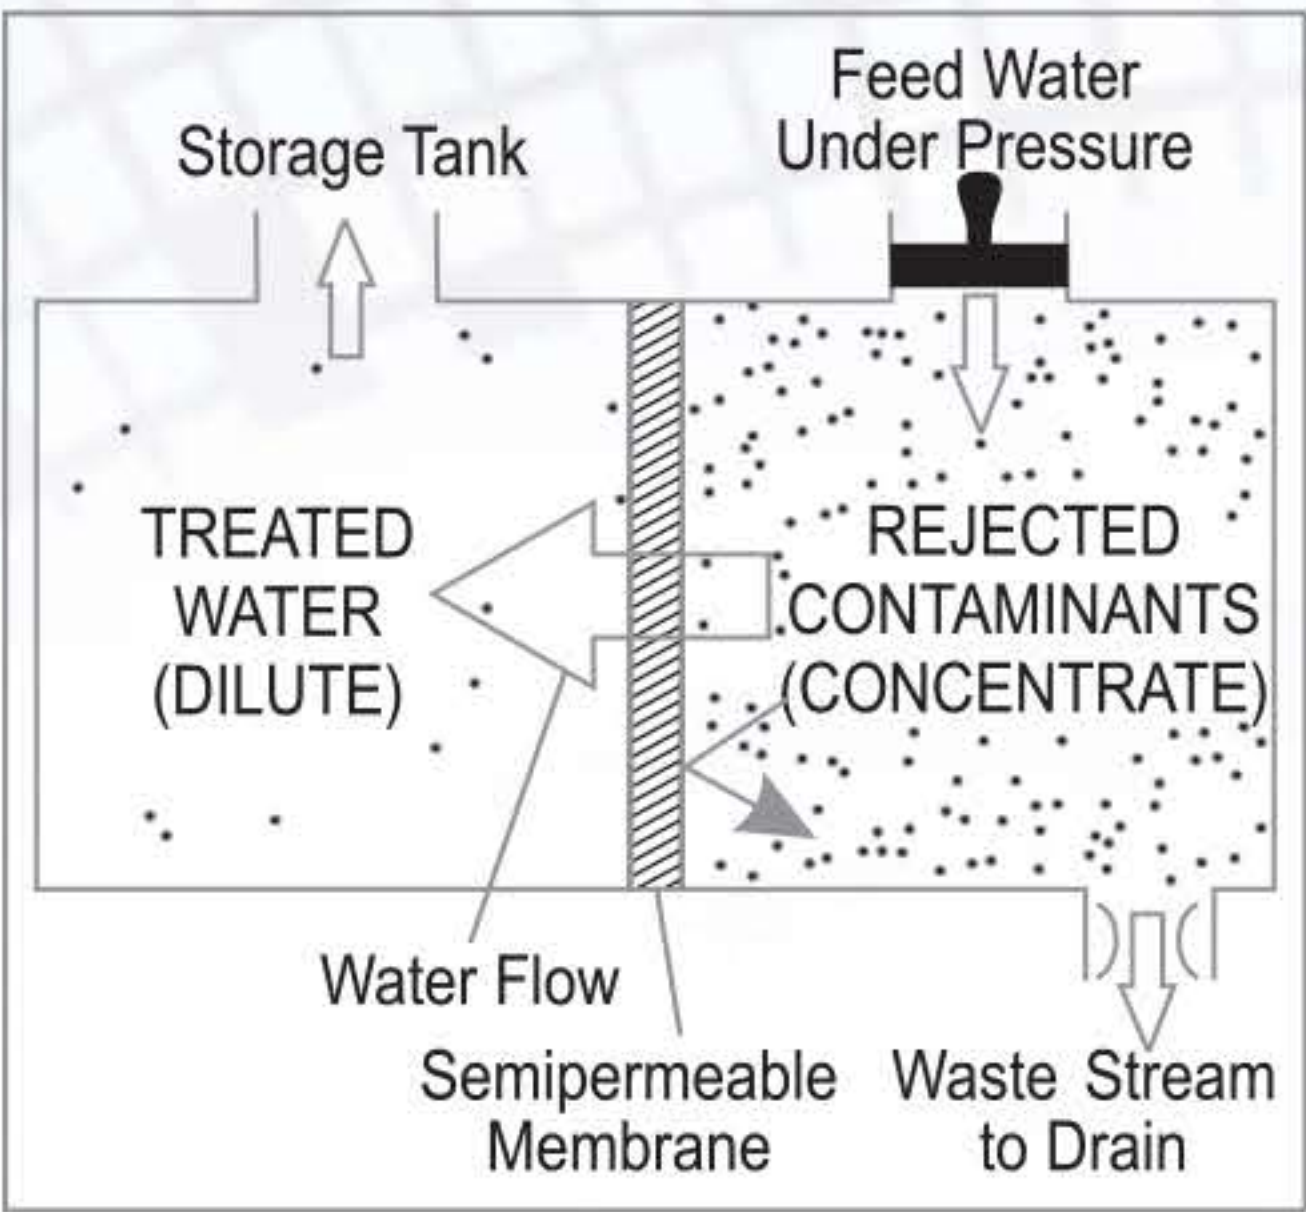 Feed Water
Under Pressure
Storage Tank
TREATED
WATER
(DILUTE)
REJECTED
CONTAMINANTS
(CONCENTRATE)
Water Flow
Semipermeable
Membrane
Waste Stream
to Drain